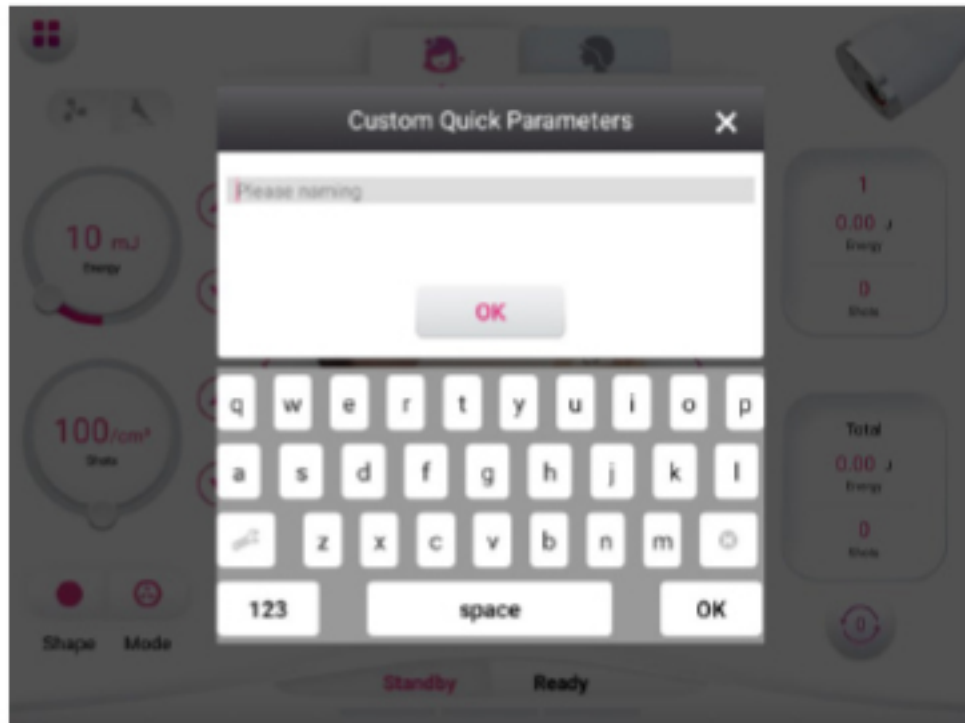 Custom Quick Parameters
Please naming
OK
10 mJ
Energy
100/cm²
Shots
1
0.00 J
Energy
0
Shots
Total
0.00 J
Energy
0
Shots
q w e r t y u i o p
a s d f g h j k l
z x c v b n m
123 space OK
0
Shape Mode
Standby Ready